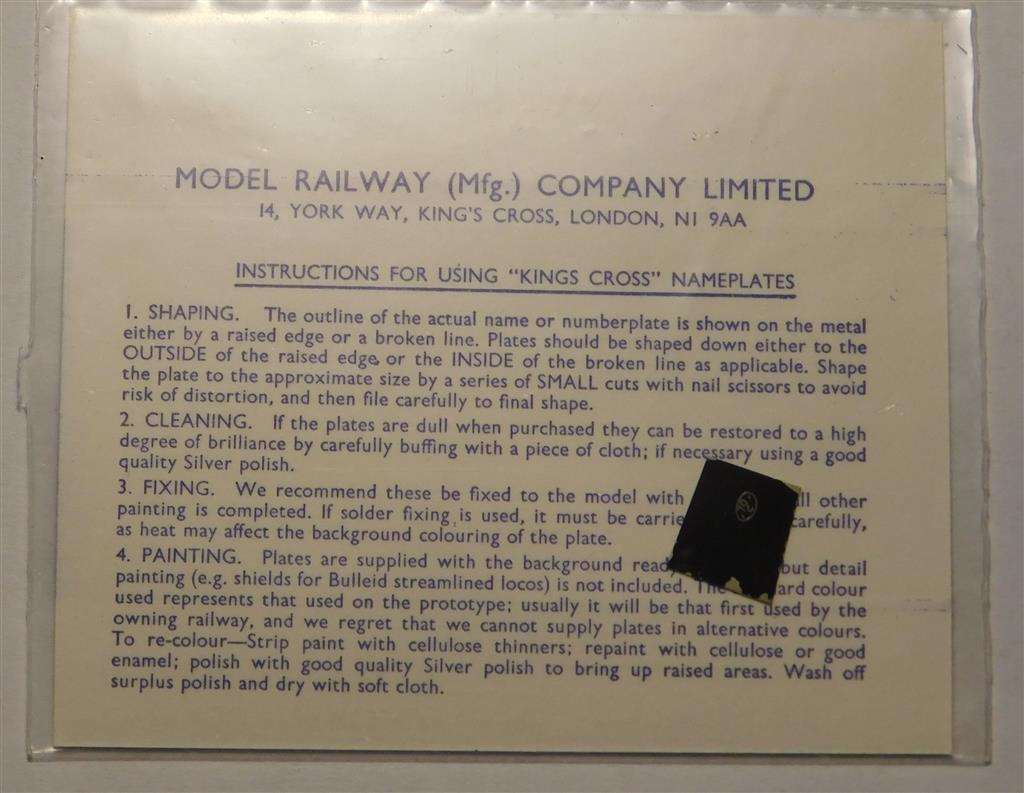 MODEL RAILWAY (Mfg.) COMPANY LIMITED
14, YORK WAY, KING'S CROSS, LONDON, N1 9AA
INSTRUCTIONS FOR USING "KINGS CROSS" NAMEPLATES
1. SHAPING. The outline of the actual name or numberplate is shown on the metal
either by a raised edge or a broken line. Plates should be shaped down either to the
OUTSIDE of the raised edge, or the INSIDE of the broken line as applicable. Shape
the plate to the approximate size by a series of SMALL cuts with nail scissors to avoid
risk of distortion, and then file carefully to final shape.
2. CLEANING. If the plates are dull when purchased they can be restored to a high
degree of brilliance by carefully buffing with a piece of cloth; if necessary using a good
quality Silver polish.
3. FIXING. We recommend these be fixed to the model with ll other
painting is completed. If solder fixing is used, it must be carrie carefully,
as heat may affect the background colouring of the plate.
4. PAINTING. Plates are supplied with the background read but detail
painting (e.g. shields for Bulleid streamlined locos) is not included. The ard colour
used represents that used on the prototype; usually it will be that first used by the
owning railway, and we regret that we cannot supply plates in alternative colours.
To re-colour—Strip paint with cellulose thinners; repaint with cellulose or good
enamel; polish with good quality Silver polish to bring up raised areas. Wash off
surplus polish and dry with soft cloth.